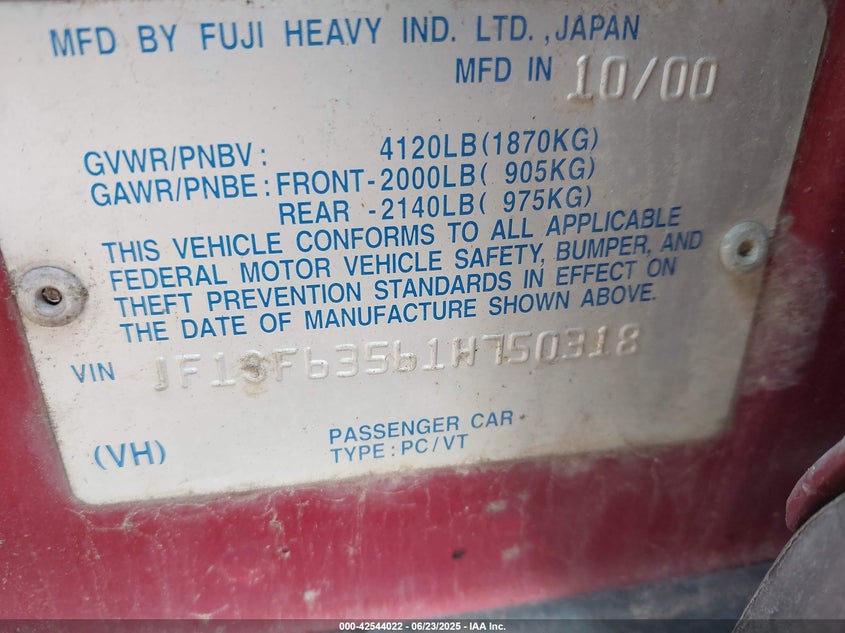 MFD BY FUJI HEAVY IND. LTD.,JAPAN
MFD IN 10/00
GVWR/PNBV: 4120LB(1870KG)
GAWR/PNBE:FRONT-2000LB( 905KG)
REAR -2140LB( 975KG)
THIS VEHICLE CONFORMS TO ALL APPLICABLE
FEDERAL MOTOR VEHICLE SAFETY, BUMPER, AND
THEFT PREVENTION STANDARDS IN EFFECT ON
THE DATE OF MANUFACTURE SHOWN ABOVE.
VIN JF1SF63561H750318
(VH) PASSENGER CAR
TYPE:PC/VT
000-42544022 - 06/23/2025 - IAA Inc.